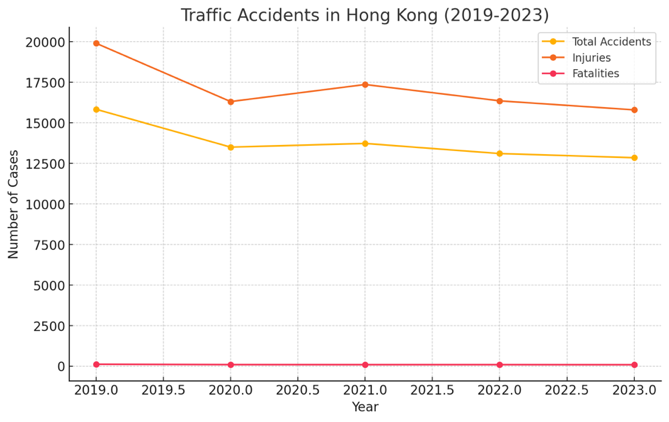 Traffic Accidents in Hong Kong (2019-2023)
Total Accidents
Injuries
Fatalities
Number of Cases
20000
17500
15000
12500
10000
7500
5000
2500
0
2019.0 2019.5 2020.0 2020.5 2021.0 2021.5 2022.0 2022.5 2023.0
Year